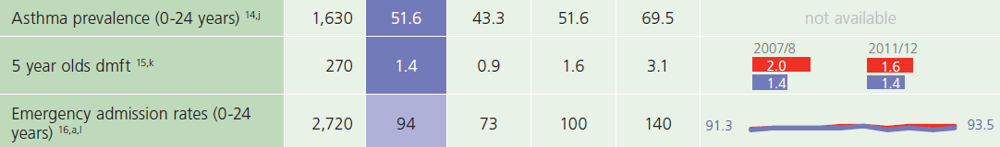 Asthma prevalence (0-24 years) 14,j 1,630 51.6 43.3 51.6 69.5 not available
2007/8 2011/12
5 year olds dmft 15,k 270 1.4 0.9 1.6 3.1 2.0 1.6
1.4 1.4
Emergency admission rates (0-24
years) 16,a,l 2,720 94 73 100 140 91.3 93.5